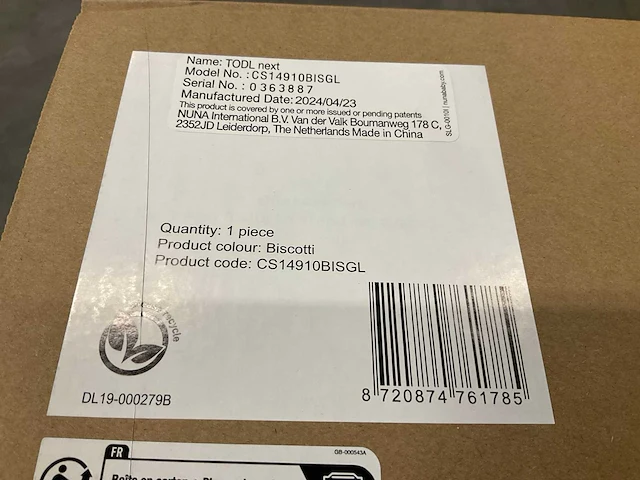 Name: TODL next
Model No.: CS14910BISGL
Serial No.: 0363887
Manufactured Date: 2024/04/23
This product is covered by one or more issued or pending patents
NUNA International B.V. Van der Valk Boumanweg 178 C,
2352JD Leiderdorp, The Netherlands Made in China
SLG-0010I | nunababy.com
Quantity: 1 piece
Product colour: Biscotti
Product code: CS14910BISGL
recycle
DL19-000279B
8 720874 761785
FR
GB-000543A